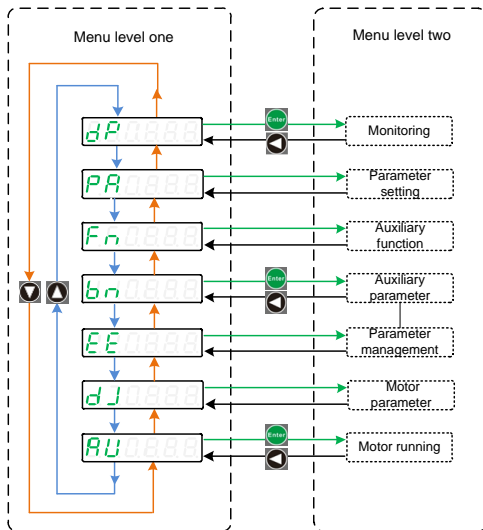 Menu level one
Menu level two
dP
Enter
Monitoring
PA
Parameter
setting
Fn
Auxiliary
function
bn
Enter
Auxiliary
parameter
EE
Parameter
management
dJ
Motor
parameter
AU
Enter
Motor running